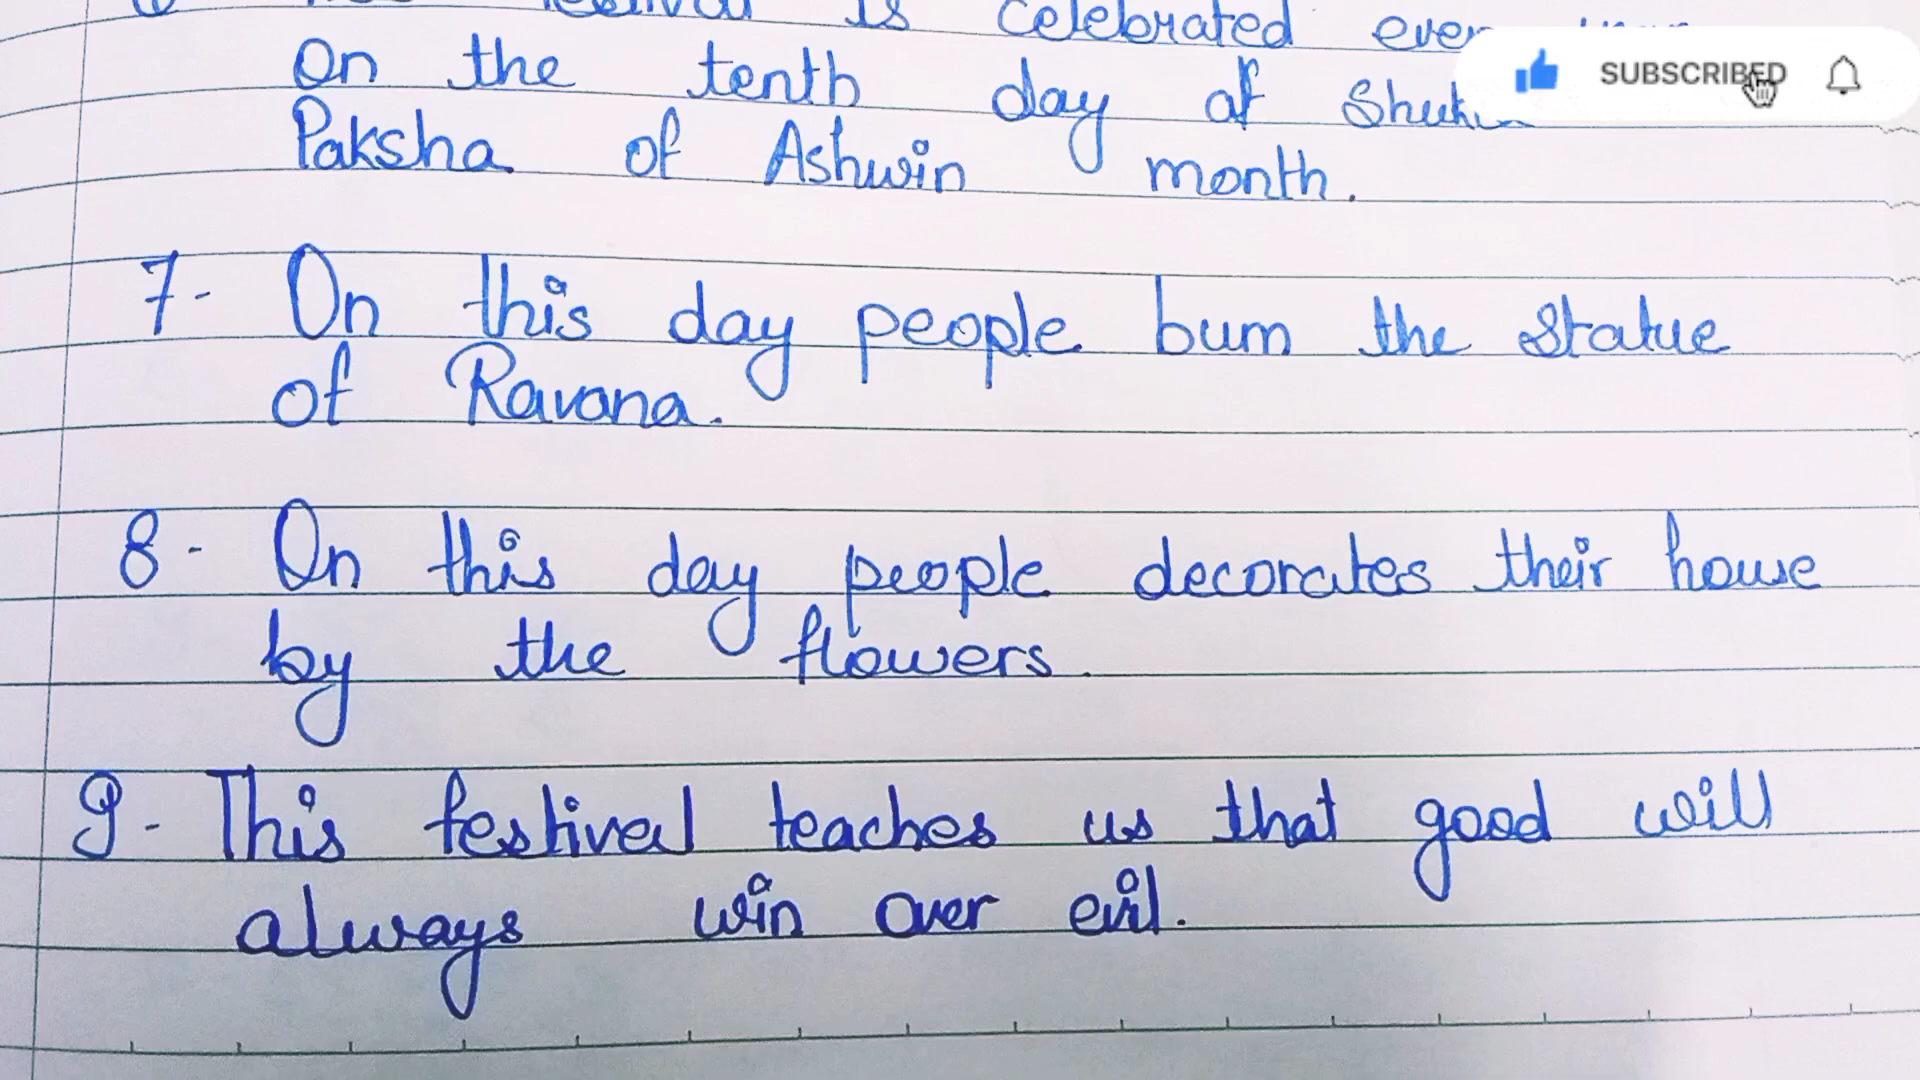 is celebrated
On the tenth day of
Paksha of Ashwin month.
SUBSCRIBED
7- On this day people burn the statue
of Ravana.
8- On this day people decorates their house
by the flowers.
9- This festival teaches us that good will
always win over evil.